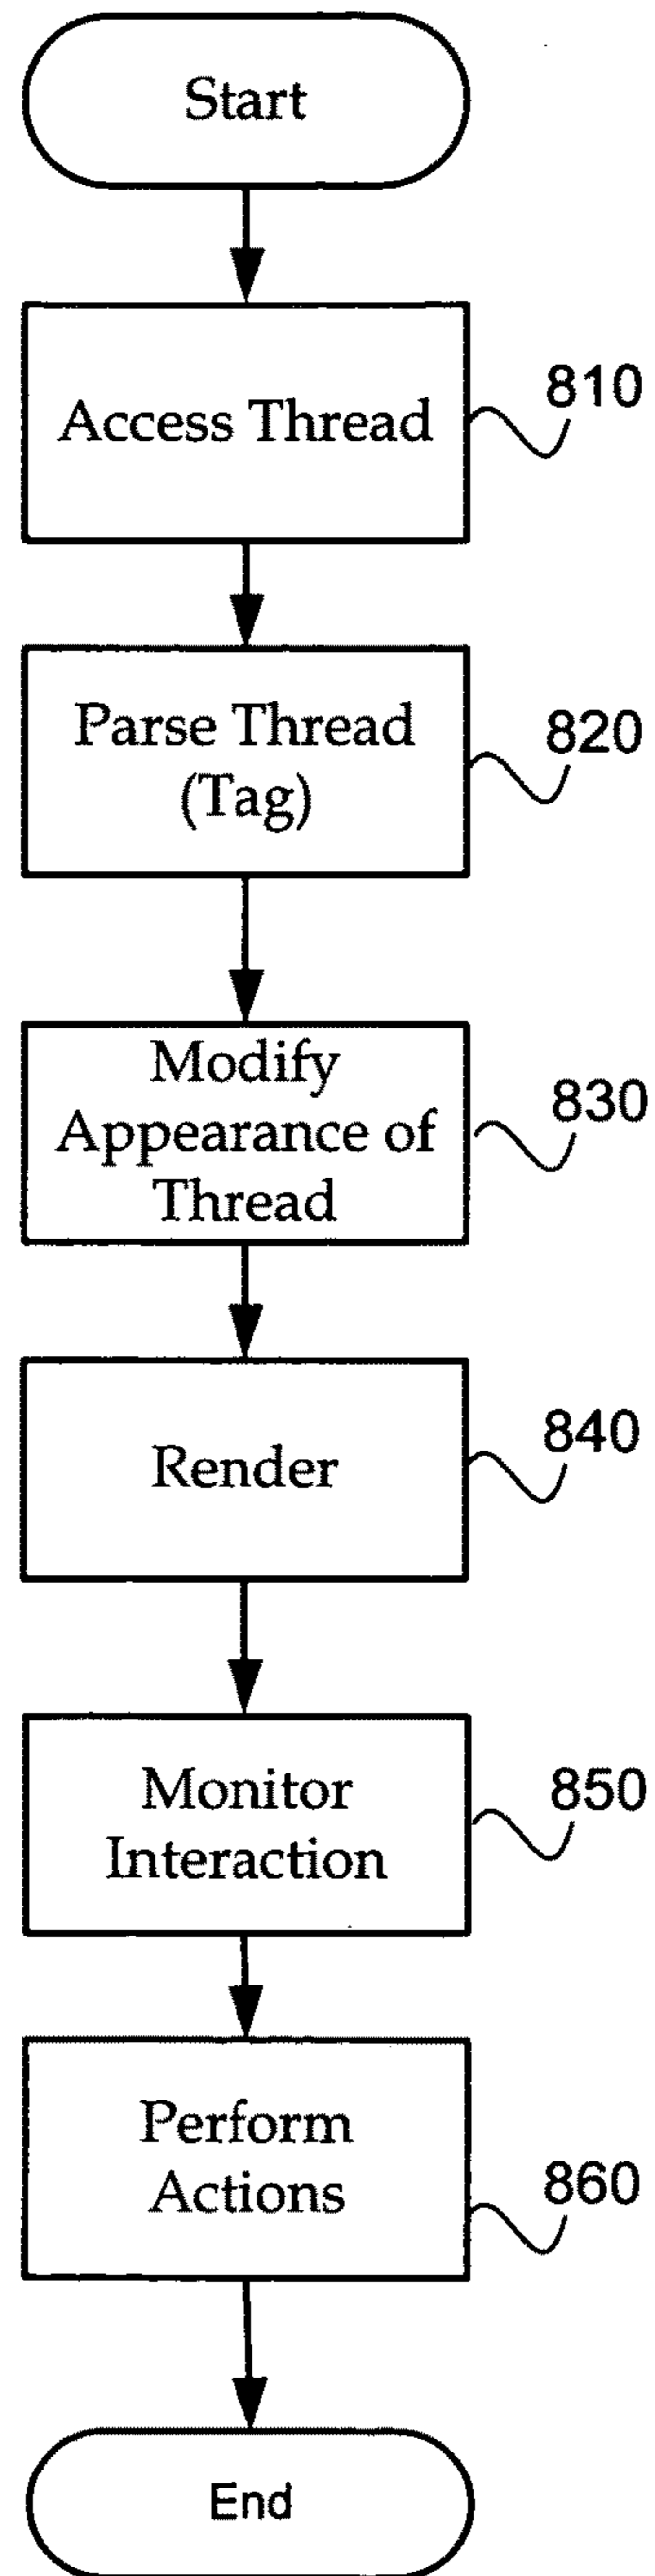 Start
Access Thread
810
Parse Thread
(Tag)
820
Modify
Appearance of
Thread
830
Render
840
Monitor
Interaction
850
Perform
Actions
860
End